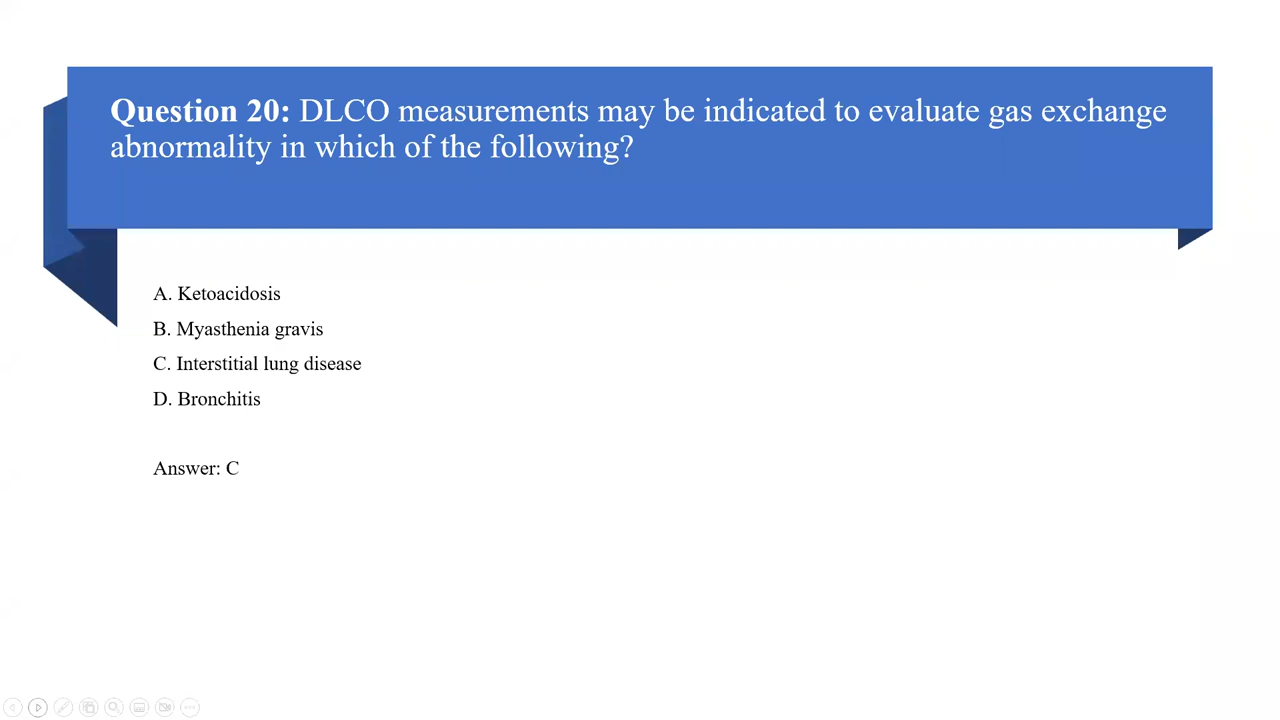 Question 20: DLCO measurements may be indicated to evaluate gas exchange
abnormality in which of the following?
A. Ketoacidosis
B. Myasthenia gravis
C. Interstitial lung disease
D. Bronchitis
Answer: C